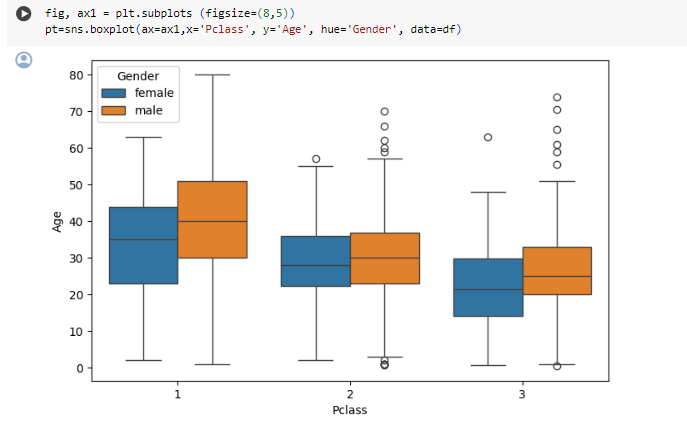 fig, ax1 = plt.subplots (figsize=(8,5))
pt=sns.boxplot(ax=ax1,x='Pclass', y='Age', hue='Gender', data=df)
Gender
female
male
80
70
60
50
40
30
20
10
0
Age
1 2 3
Pclass